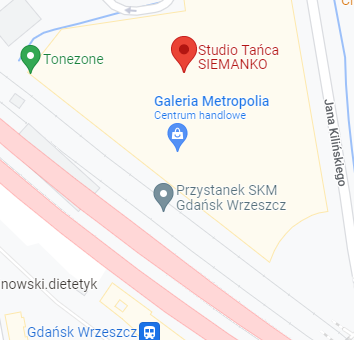 Studio Tańca
SIEMANKO
Tonezone
Galeria Metropolia
Centrum handlowe
Jana Kilińskiego
Przystanek SKM
Gdańsk Wrzeszcz
nowski.dietetyk
Gdańsk Wrzeszcz